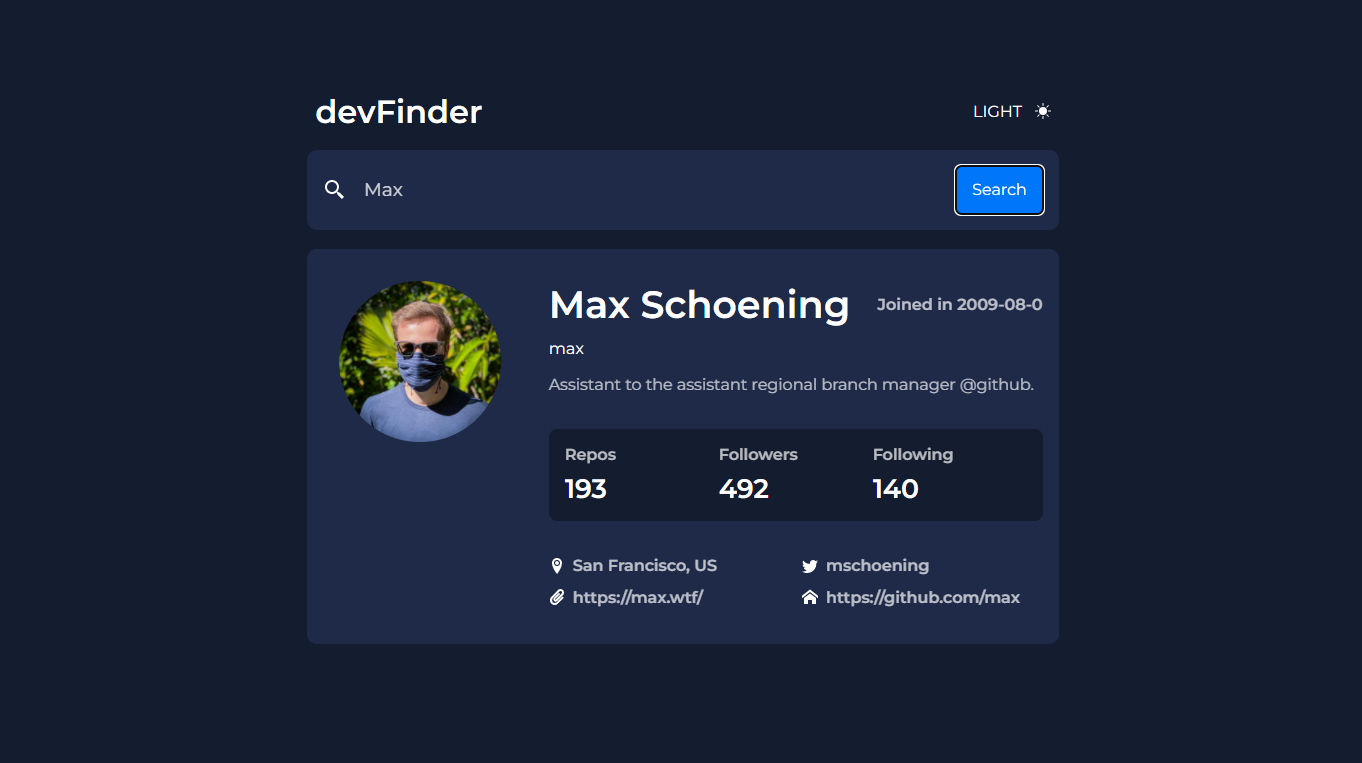 devFinder
LIGHT
Max
Search
Max Schoening
Joined in 2009-08-0
max
Assistant to the assistant regional branch manager @github.
Repos Followers Following
193 492 140
San Francisco, US mschoening
https://max.wtf/ https://github.com/max